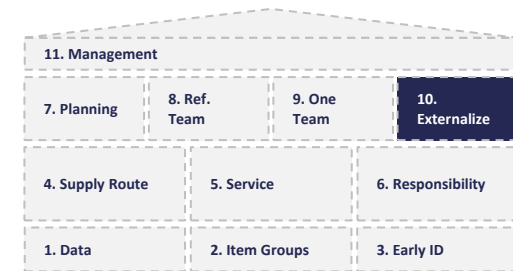 11. Management
7. Planning
8. Ref.
Team
9. One
Team
10.
Externalize
4. Supply Route
5. Service
6. Responsibility
1. Data
2. Item Groups
3. Early ID